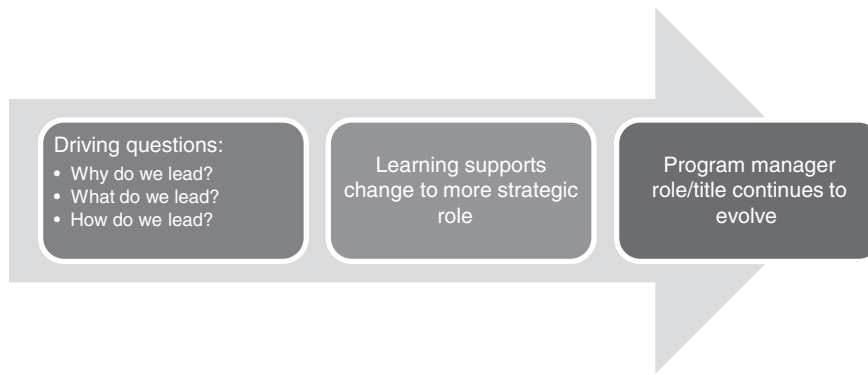 Driving questions:
• Why do we lead?
• What do we lead?
• How do we lead?
Learning supports
change to more strategic
role
Program manager
role/title continues to
evolve